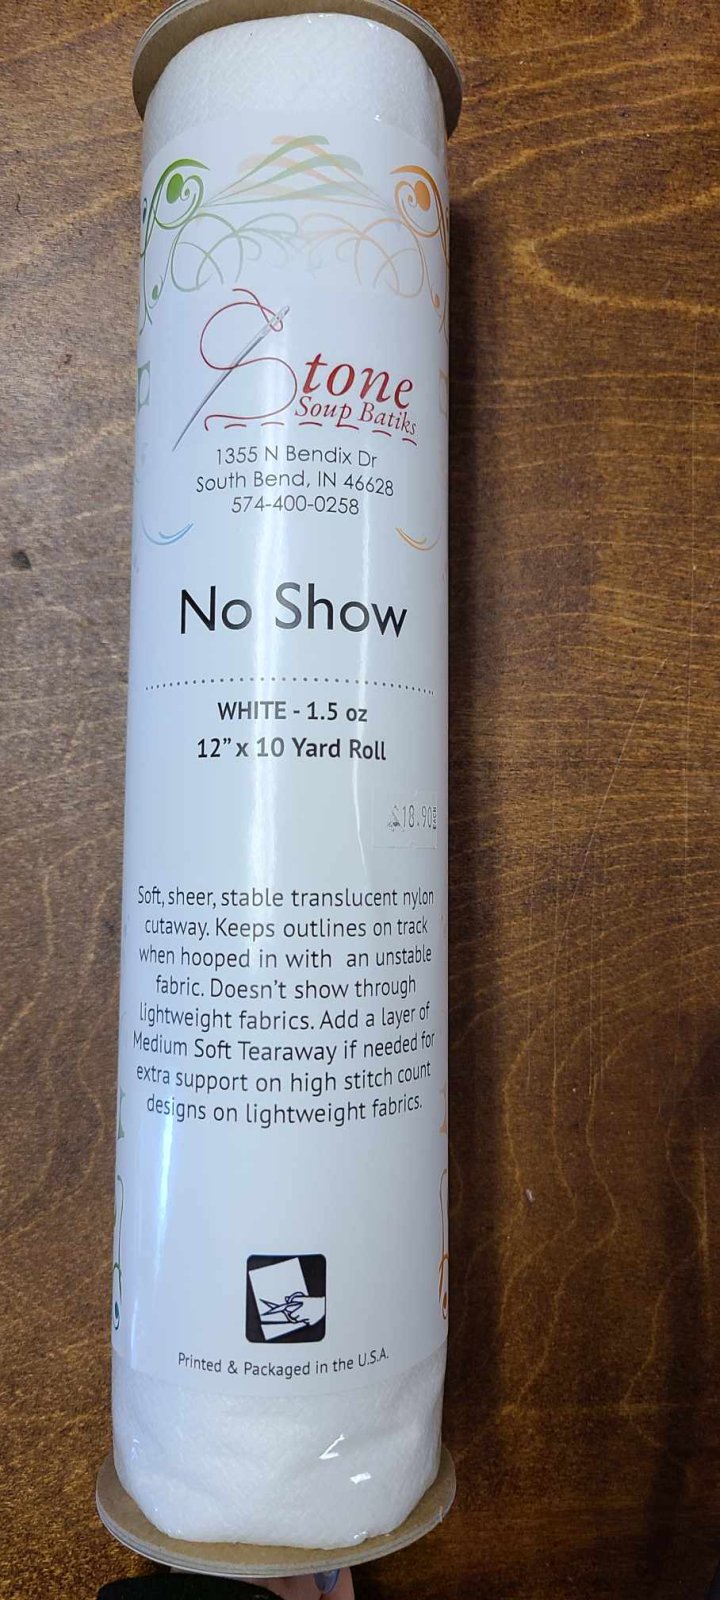 Stone
Soup Batiks
1355 N Bendix Dr
South Bend, IN 46628
574-400-0258
No Show
WHITE - 1.5 oz
12” x 10 Yard Roll
$18.90 EACH
Soft, sheer, stable translucent nylon
cutaway. Keeps outlines on track
when hooped in with an unstable
fabric. Doesn’t show through
lightweight fabrics. Add a layer of
Medium Soft Tearaway if needed for
extra support on high stitch count
designs on lightweight fabrics.
Printed & Packaged in the U.S.A.